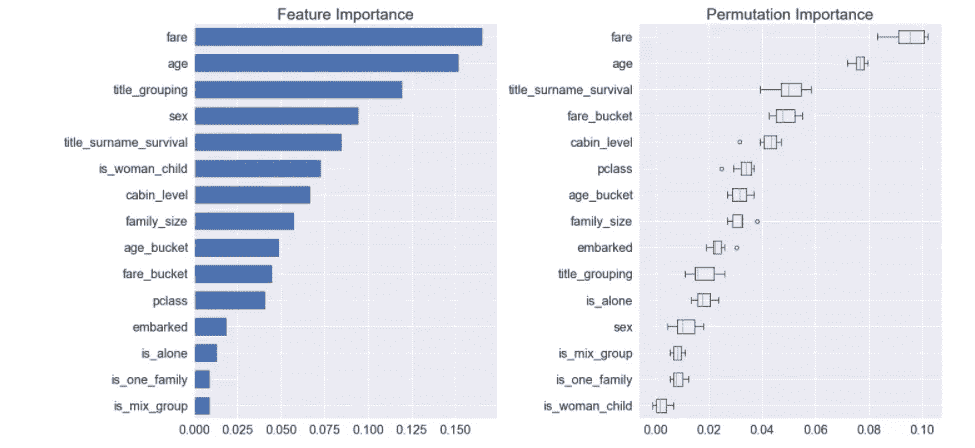 Feature Importance
fare
age
title_grouping
sex
title_surname_survival
is_woman_child
cabin_level
family_size
age_bucket
fare_bucket
pclass
embarked
is_alone
is_one_family
is_mix_group
0.000 0.025 0.050 0.075 0.100 0.125 0.150
Permutation Importance
fare
age
title_surname_survival
fare_bucket
cabin_level
pclass
age_bucket
family_size
embarked
title_grouping
is_alone
sex
is_mix_group
is_one_family
is_woman_child
0.00 0.02 0.04 0.06 0.08 0.10